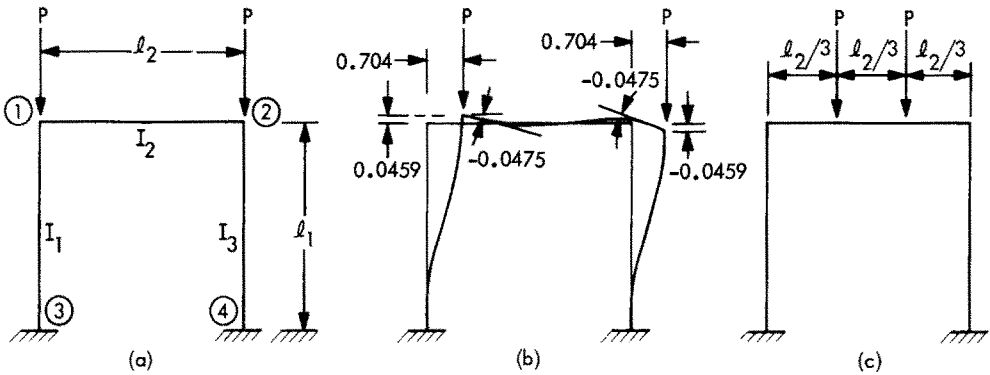 P
P
ℓ₂
①
②
I₂
I₁
I₃
ℓ₁
③
④
(a)
P
P
0.704
0.704
-0.0475
0.0459
-0.0475
-0.0459
(b)
P
P
ℓ₂/3
ℓ₂/3
ℓ₂/3
(c)